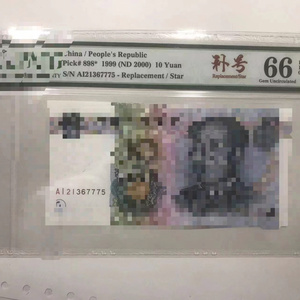 China / People's Republic
Pick# 898* 1999 (ND 2000) 10 Yuan
S/N AI21367775 - Replacement / Star
补号
Replacement/Star
66
Gem Uncirculated
AI21367775